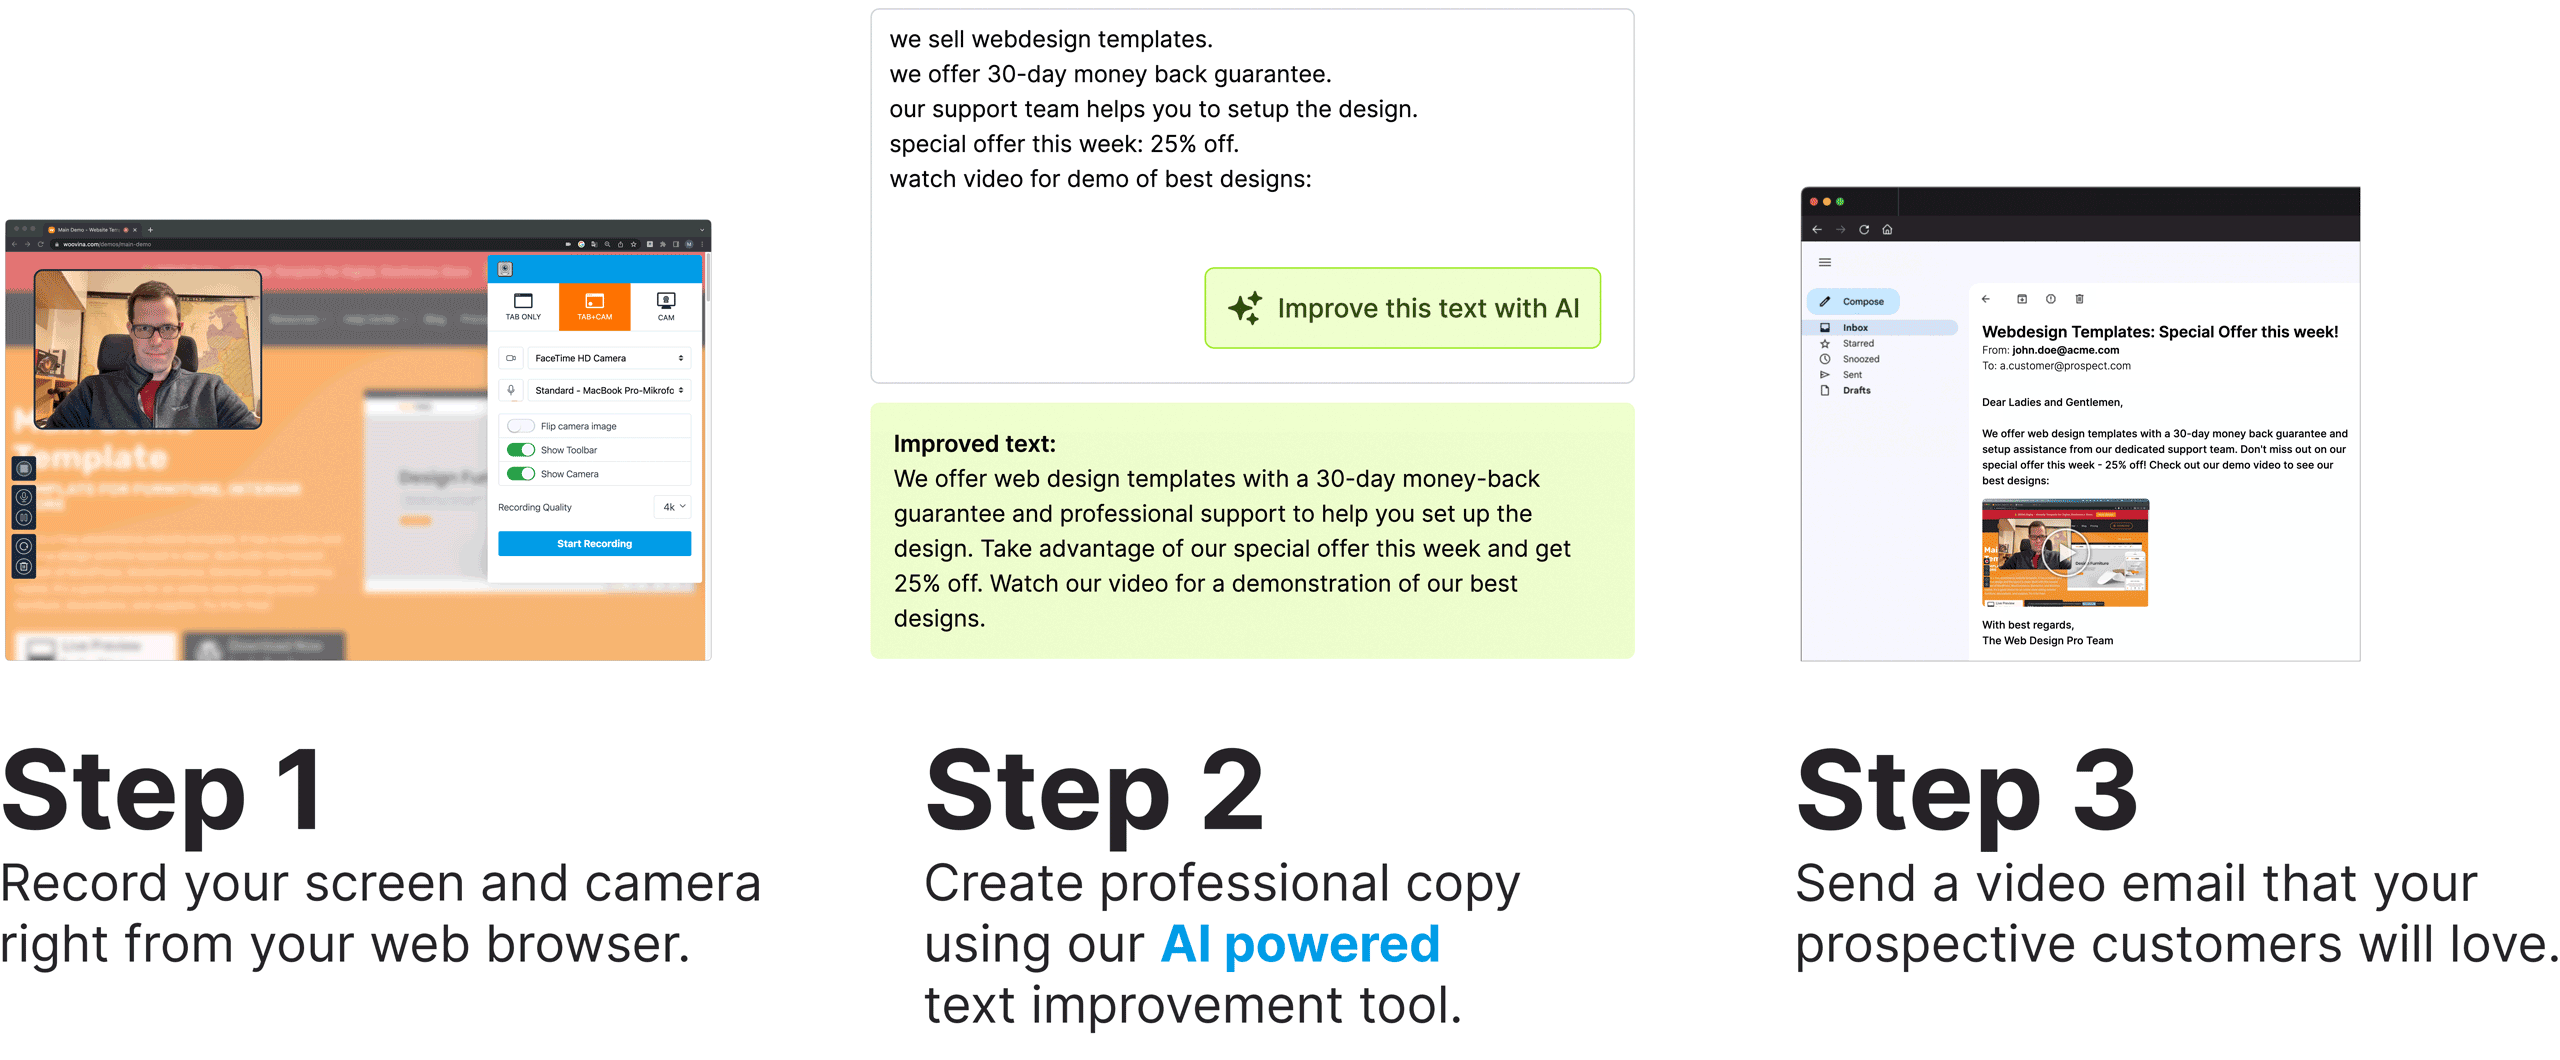 Main Demo - Website Tem
woovina.com/demos/main-demo
TAB ONLY
TAB+CAM
CAM
FaceTime HD Camera
Standard - MacBook Pro-Mikrofo
Flip camera image
Show Toolbar
Show Camera
Recording Quality
4k
Start Recording
Template
Step 1
Record your screen and camera
right from your web browser.
we sell webdesign templates.
we offer 30-day money back guarantee.
our support team helps you to setup the design.
special offer this week: 25% off.
watch video for demo of best designs:
Improve this text with AI
Improved text:
We offer web design templates with a 30-day money-back
guarantee and professional support to help you set up the
design. Take advantage of our special offer this week and get
25% off. Watch our video for a demonstration of our best
designs.
Step 2
Create professional copy
using our AI powered
text improvement tool.
Compose
Inbox
Starred
Snoozed
Sent
Drafts
Webdesign Templates: Special Offer this week!
From: john.doe@acme.com
To: a.customer@prospect.com
Dear Ladies and Gentlemen,
We offer web design templates with a 30-day money back guarantee and
setup assistance from our dedicated support team. Don't miss out on our
special offer this week - 25% off! Check out our demo video to see our
best designs:
With best regards,
The Web Design Pro Team
Step 3
Send a video email that your
prospective customers will love.